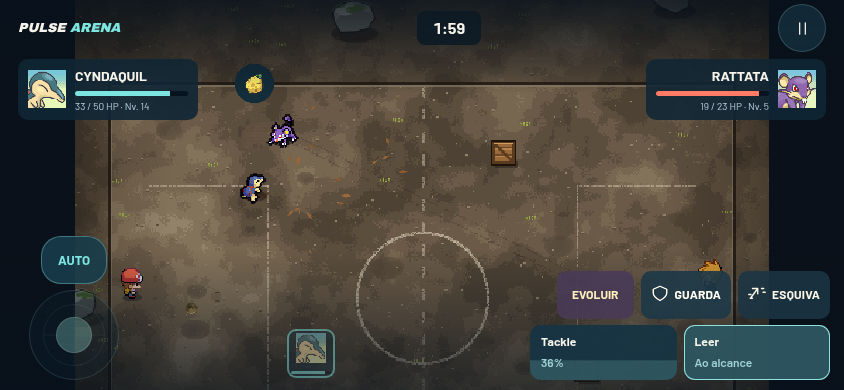 PULSE ARENA
1:59
CYNDAQUIL
33 / 50 HP · Nv. 14
RATTATA
19 / 23 HP · Nv. 5
AUTO
EVOLUIR
GUARDA
ESQUIVA
Tackle
36%
Leer
Ao alcance